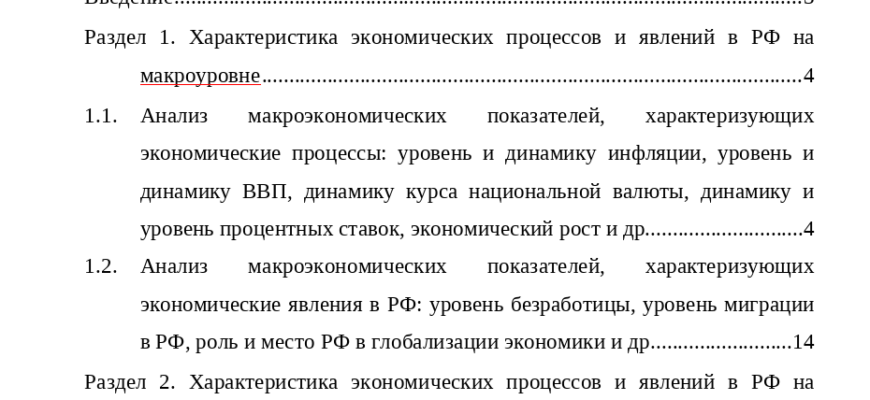 Введение........................................................................................................................3
Раздел 1. Характеристика экономических процессов и явлений в РФ на
макроуровне.....................................................................................................4
1.1. Анализ макроэкономических показателей, характеризующих
экономические процессы: уровень и динамику инфляции, уровень и
динамику ВВП, динамику курса национальной валюты, динамику и
уровень процентных ставок, экономический рост и др.............................4
1.2. Анализ макроэкономических показателей, характеризующих
экономические явления в РФ: уровень безработицы, уровень миграции
в РФ, роль и место РФ в глобализации экономики и др..........................14
Раздел 2. Характеристика экономических процессов и явлений в РФ на